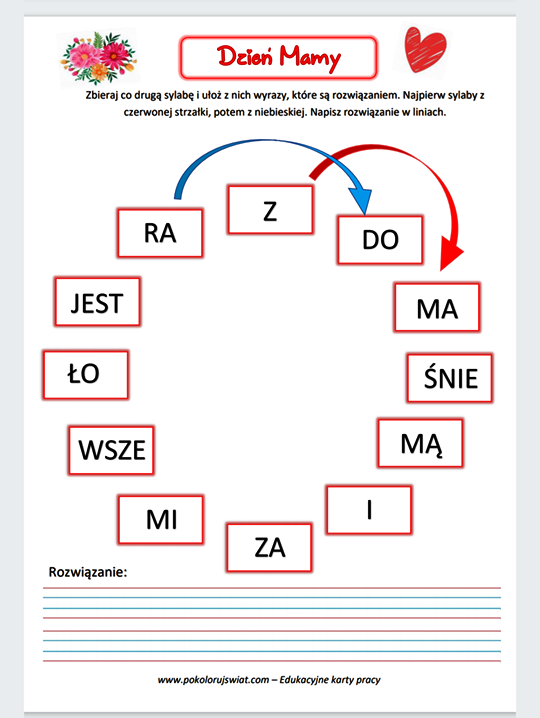 Dzień Mamy
Zbieraj co drugą sylabę i ułoż z nich wyrazy, które są rozwiązaniem. Najpierw sylaby z
czerwonej strzałki, potem z niebieskiej. Napisz rozwiązanie w liniach.
Z
RA
DO
JEST
MA
ŁO
ŚNIE
WSZE
MĄ
MI
I
ZA
Rozwiązanie:
www.pokolorujswiat.com – Edukacyjne karty pracy